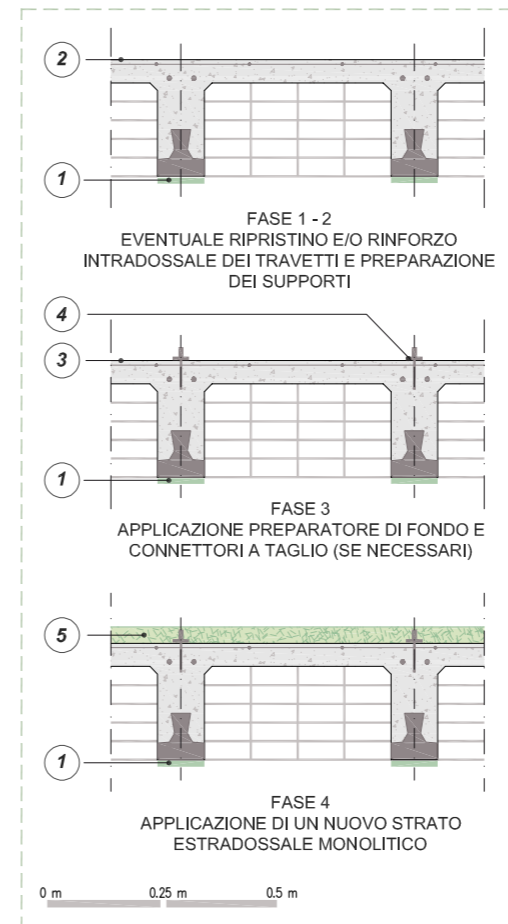 2
1
FASE 1 - 2
EVENTUALE RIPRISTINO E/O RINFORZO
INTRADOSSALE DEI TRAVETTI E PREPARAZIONE
DEI SUPPORTI
4
3
1
FASE 3
APPLICAZIONE PREPARATORE DI FONDO E
CONNETTORI A TAGLIO (SE NECESSARI)
5
1
FASE 4
APPLICAZIONE DI UN NUOVO STRATO
ESTRADOSSALE MONOLITICO
0 m 0.25 m 0.5 m